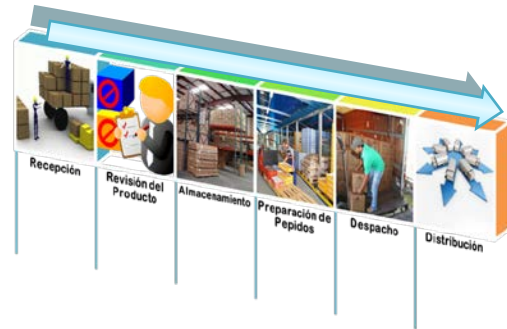 Recepción
Revisión del
Producto
Almacenamiento
Preparación de
Pepidos
Despacho
Distribución